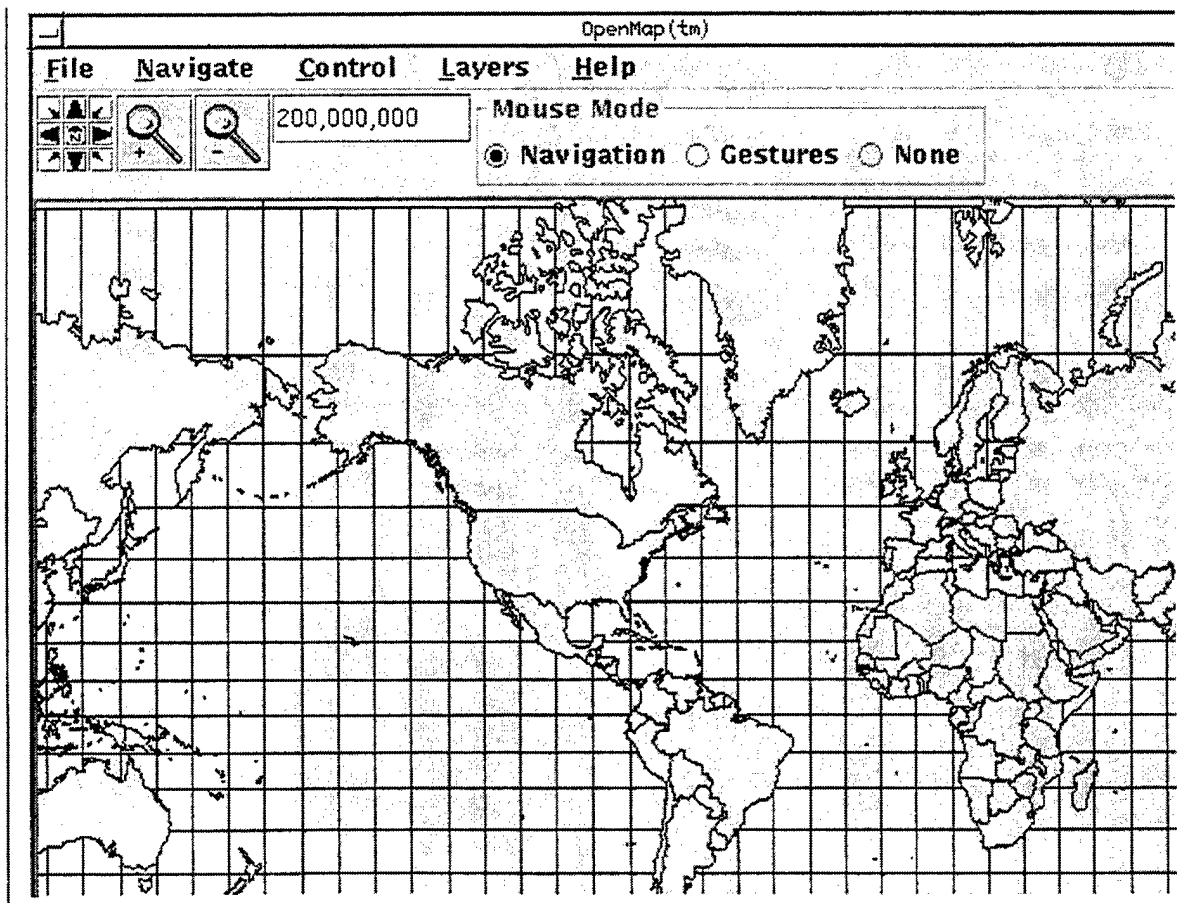 OpenMap(tm)
File Navigate Control Layers Help
200,000,000
Mouse Mode
Navigation Gestures None